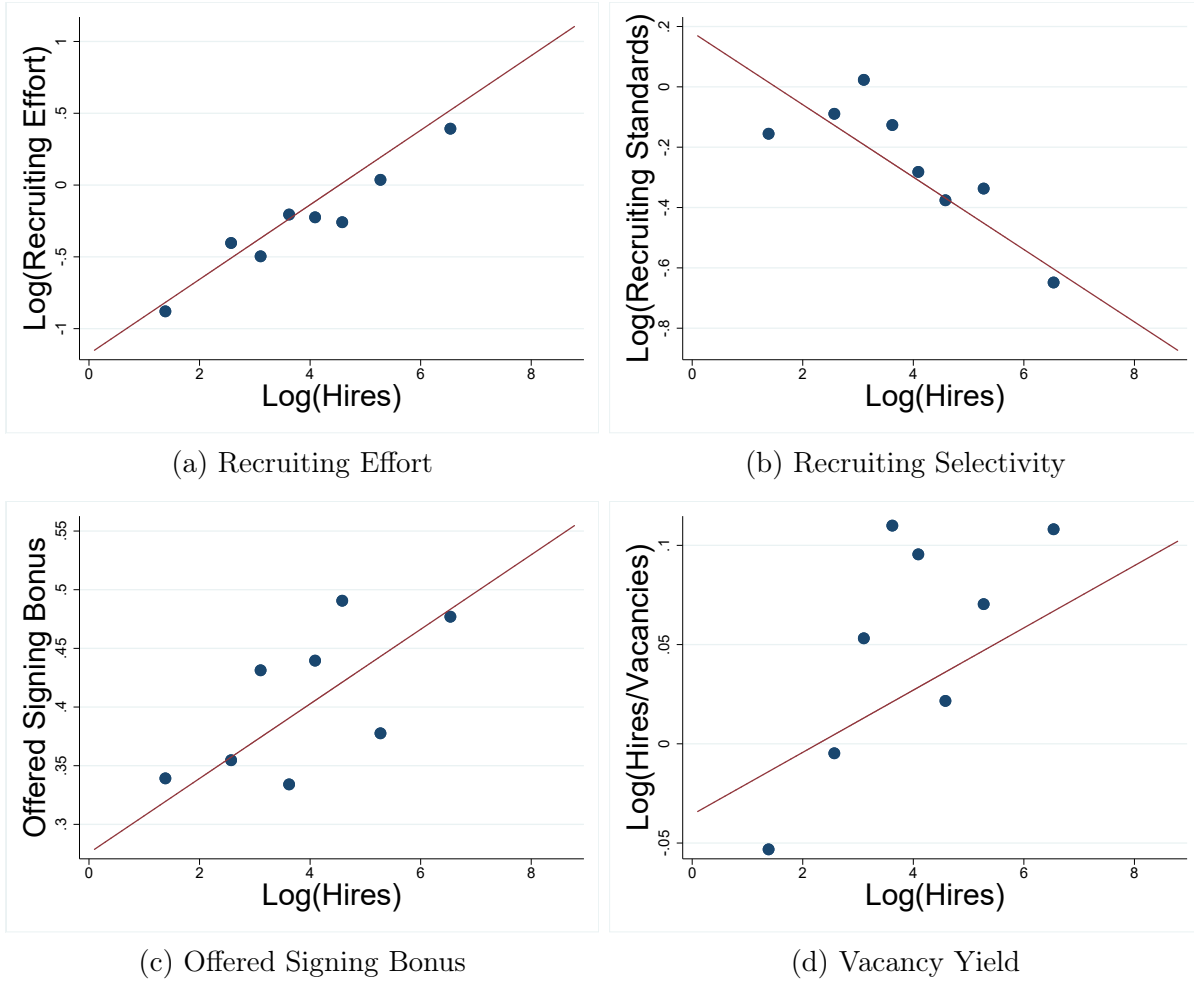 Log(Recruiting Effort)
1
.5
0
-.5
-1
0 2 4 6 8
Log(Hires)
(a) Recruiting Effort
Log(Recruiting Standards)
.2
0
-.2
-.4
-.6
-.8
0 2 4 6 8
Log(Hires)
(b) Recruiting Selectivity
Offered Signing Bonus
.55
.5
.45
.4
.35
.3
0 2 4 6 8
Log(Hires)
(c) Offered Signing Bonus
Log(Hires/Vacancies)
.1
.05
0
-.05
0 2 4 6 8
Log(Hires)
(d) Vacancy Yield